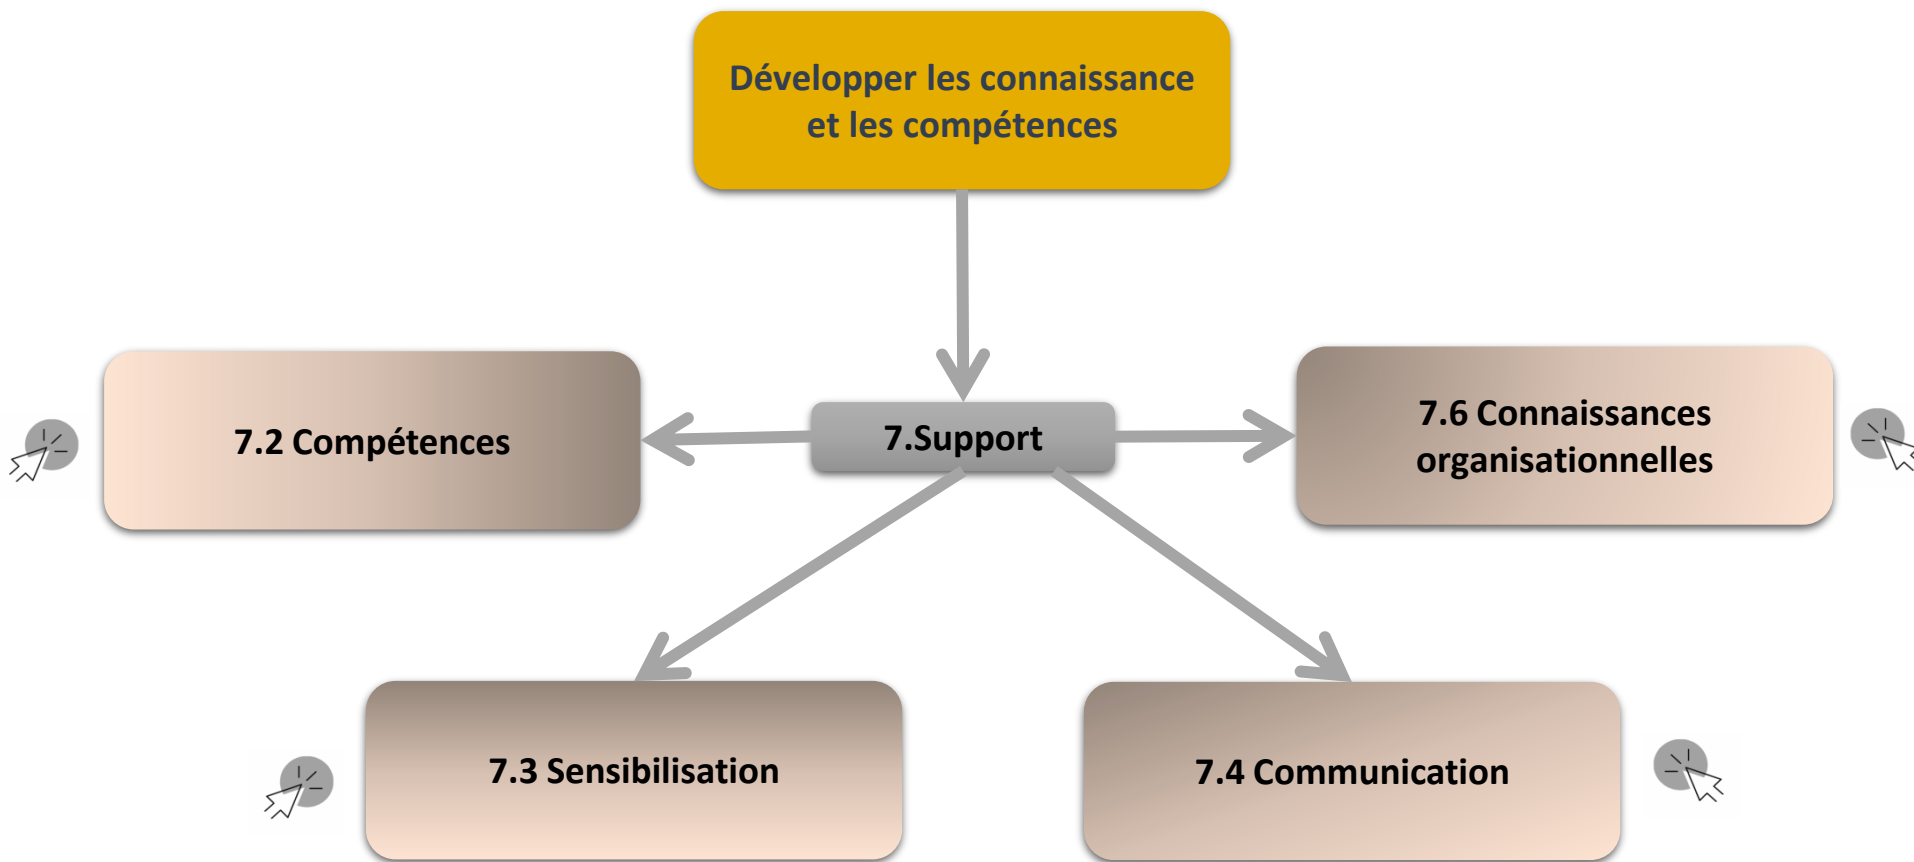 Développer les connaissance
et les compétences
7.2 Compétences
7.Support
7.6 Connaissances
organisationnelles
7.3 Sensibilisation
7.4 Communication